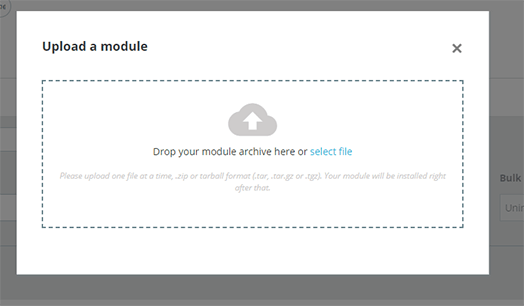 Upload a module
×
Drop your module archive here or select file
Please upload one file at a time, .zip or tarball format (.tar, .tar.gz or .tgz). Your module will be installed right
after that.
Bulk
Unin